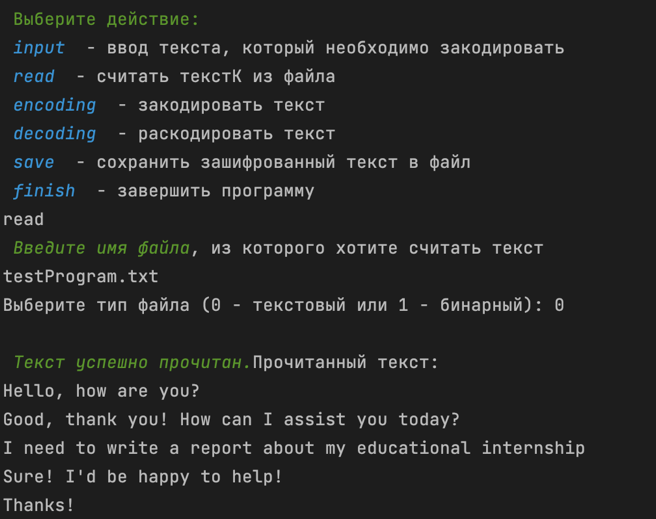 Выберите действие:
input - ввод текста, который необходимо закодировать
read - считать текстК из файла
encoding - закодировать текст
decoding - раскодировать текст
save - сохранить зашифрованный текст в файл
finish - завершить программу
read
Введите имя файла, из которого хотите считать текст
testProgram.txt
Выберите тип файла (0 - текстовый или 1 - бинарный): 0
Текст успешно прочитан.Прочитанный текст:
Hello, how are you?
Good, thank you! How can I assist you today?
I need to write a report about my educational internship
Sure! I'd be happy to help!
Thanks!